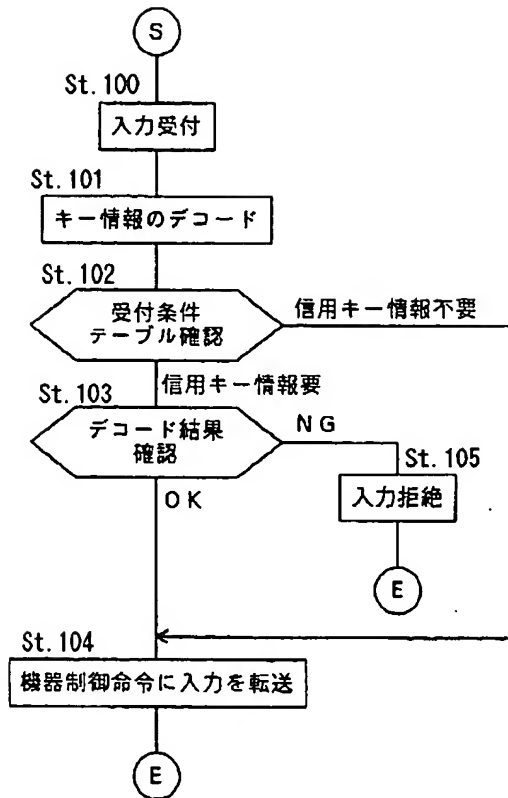 S
St.100
入力受付
St.101
キー情報のデコード
St.102
受付条件
テーブル確認
信用キー情報不要
信用キー情報要
St.103
デコード結果
確認
NG
St.105
入力拒絶
OK
E
St.104
機器制御命令に入力を転送
E